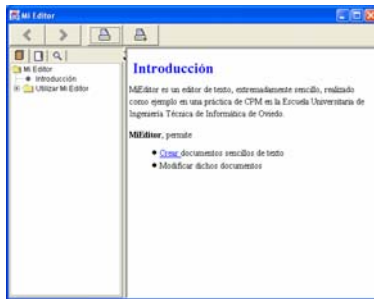 Mi Editor
Mi Editor
Introducción
Utilizar Mi Editor
Introducción
MiEditor es un editor de texto, extremadamente sencillo, realizado
como ejemplo en una práctica de CPM en la Escuela Universitaria de
Ingeniería Técnica de Informática de Oviedo.
MiEditor, permite
Crear documentos sencillos de texto
Modificar dichos documentos